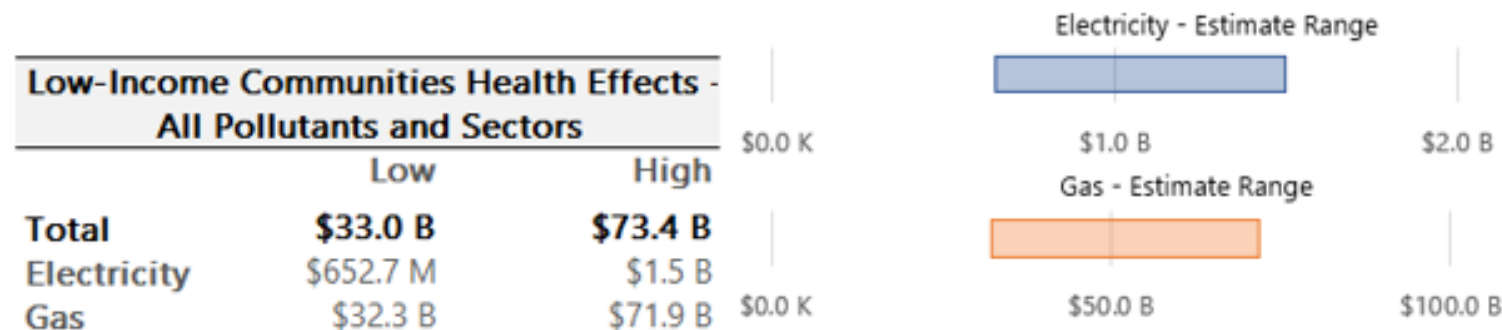 Low-Income Communities Health Effects -
All Pollutants and Sectors
Low High
Total $33.0 B $73.4 B
Electricity $652.7 M $1.5 B
Gas $32.3 B $71.9 B
Electricity - Estimate Range
$0.0 K $1.0 B $2.0 B
Gas - Estimate Range
$0.0 K $50.0 B $100.0 B